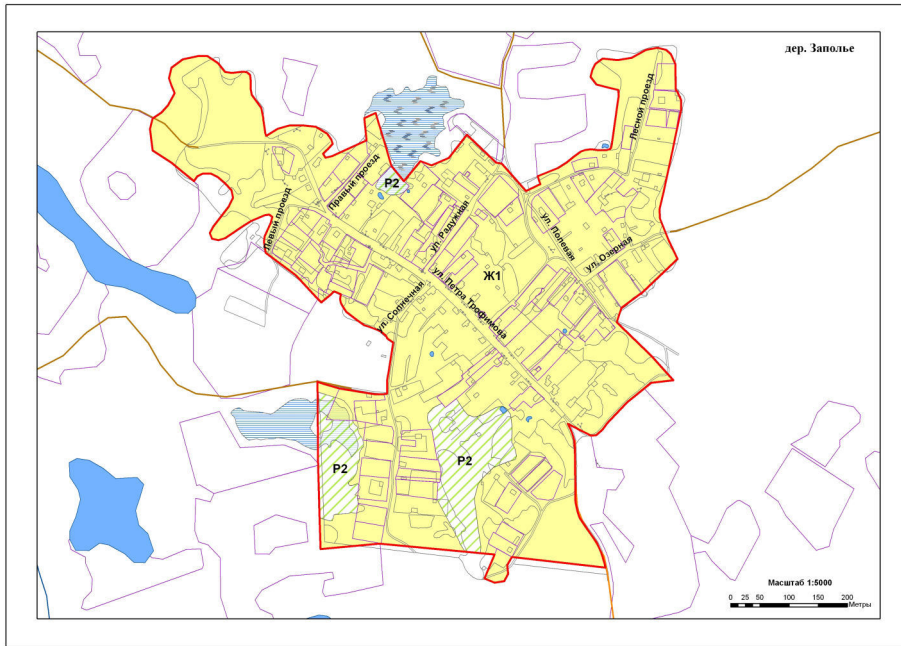 дер. Заполье
Лесной проезд
Правый проезд
Р2
Левый проезд
ул. Радужная
ул. Полевая
ул. Озерная
Ж1
ул. Петра Трофимова
ул. Солнечная
Р2
Р2
Масштаб 1:5000
0 25 50 100 150 200
Метры